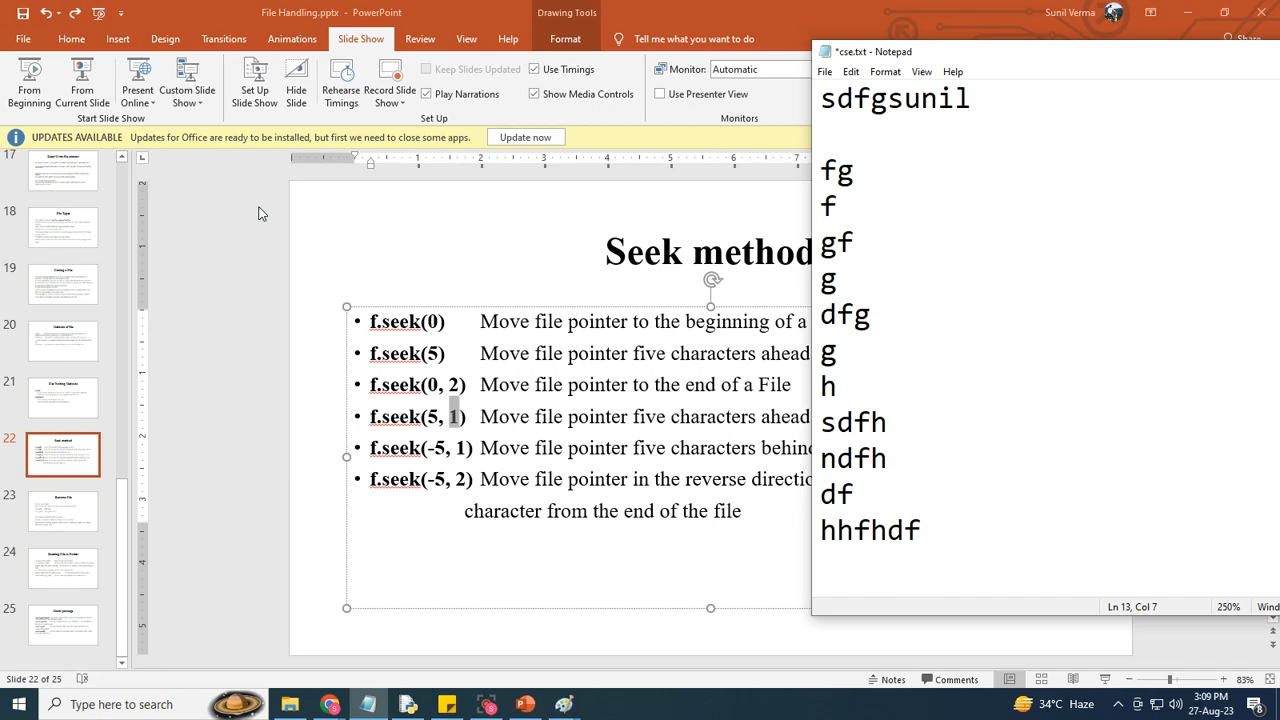 File Handling.pptx - PowerPoint
Drawing Tools
Sunil Verma
File Home Insert Design Transitions Animations Slide Show Review View Help Format Tell me what you want to do Share
From Beginning
From Current Slide
Present Online
Custom Slide Show
Start Slide Show
Set Up Slide Show
Hide Slide
Rehearse Timings
Record Slide Show
Keep Slides Updated
Play Narrations
Use Timings
Show Media Controls
Set Up
Monitor: Automatic
Use Presenter View
Monitors
UPDATES AVAILABLE Updates for Office are ready to be installed, but first we need to close some apps. Update now
17
18
19
20
21
22
23
24
25
Seek method
• f.seek(0) Move file pointer to the beginning of a
• f.seek(5) Move file pointer five characters ahead
• f.seek(0, 2) Move file pointer to the end of a File
• f.seek(5, 1) Move file pointer five characters ahead
• f.seek(-5, 1) Move file pointer five characters behind
• f.seek(-5, 2) Move file pointer in the reverse directio
character from the end of the file
*cse.txt - Notepad
File Edit Format View Help
sdfgsunil
fg
f
gf
g
dfg
g
h
sdfh
ndfh
df
hhfhdf
Ln 13, Col 7 250% Wind
Slide 22 of 25
Notes Comments 83%
Type here to search
34°C Haze
3:09 PM
27-Aug-23